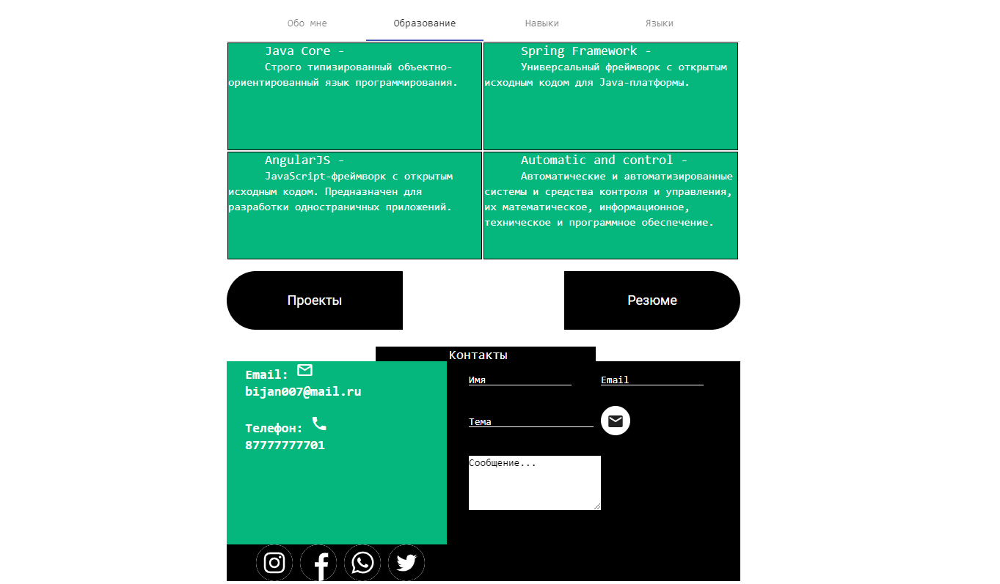 Обо мне
Образование
Навыки
Языки
Java Core -
Строго типизированный объектно-
ориентированный язык программирования.
Spring Framework -
Универсальный фреймворк с открытым
исходным кодом для Java-платформы.
AngularJS -
JavaScript-фреймворк с открытым
исходным кодом. Предназначен для
разработки одностраничных приложений.
Automatic and control -
Автоматические и автоматизированные
системы и средства контроля и управления,
их математическое, информационное,
техническое и программное обеспечение.
Проекты
Резюме
Контакты
Email:
bijan007@mail.ru
Телефон:
87777777701
Имя
Email
Тема
Сообщение...